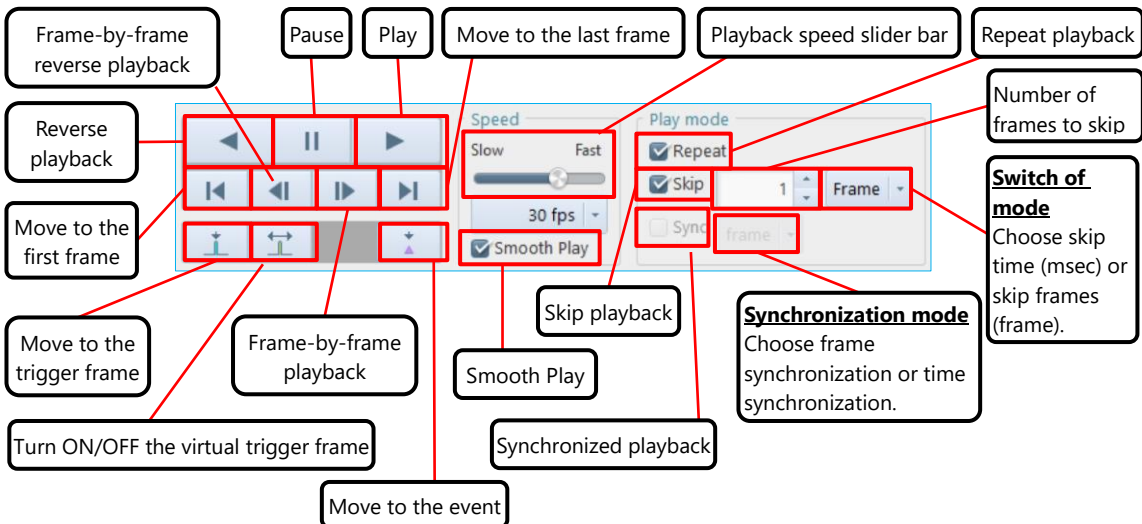 Frame-by-frame
reverse playback
Pause
Play
Move to the last frame
Playback speed slider bar
Repeat playback
Number of
frames to skip
Reverse
playback
Speed
Slow
Fast
30 fps
Smooth Play
Play mode
Repeat
Skip
1
Frame
Sync
frame
Switch of
mode
Choose skip
time (msec) or
skip frames
(frame).
Move to the
first frame
Move to the
trigger frame
Frame-by-frame
playback
Smooth Play
Skip playback
Synchronization mode
Choose frame
synchronization or time
synchronization.
Turn ON/OFF the virtual trigger frame
Synchronized playback
Move to the event